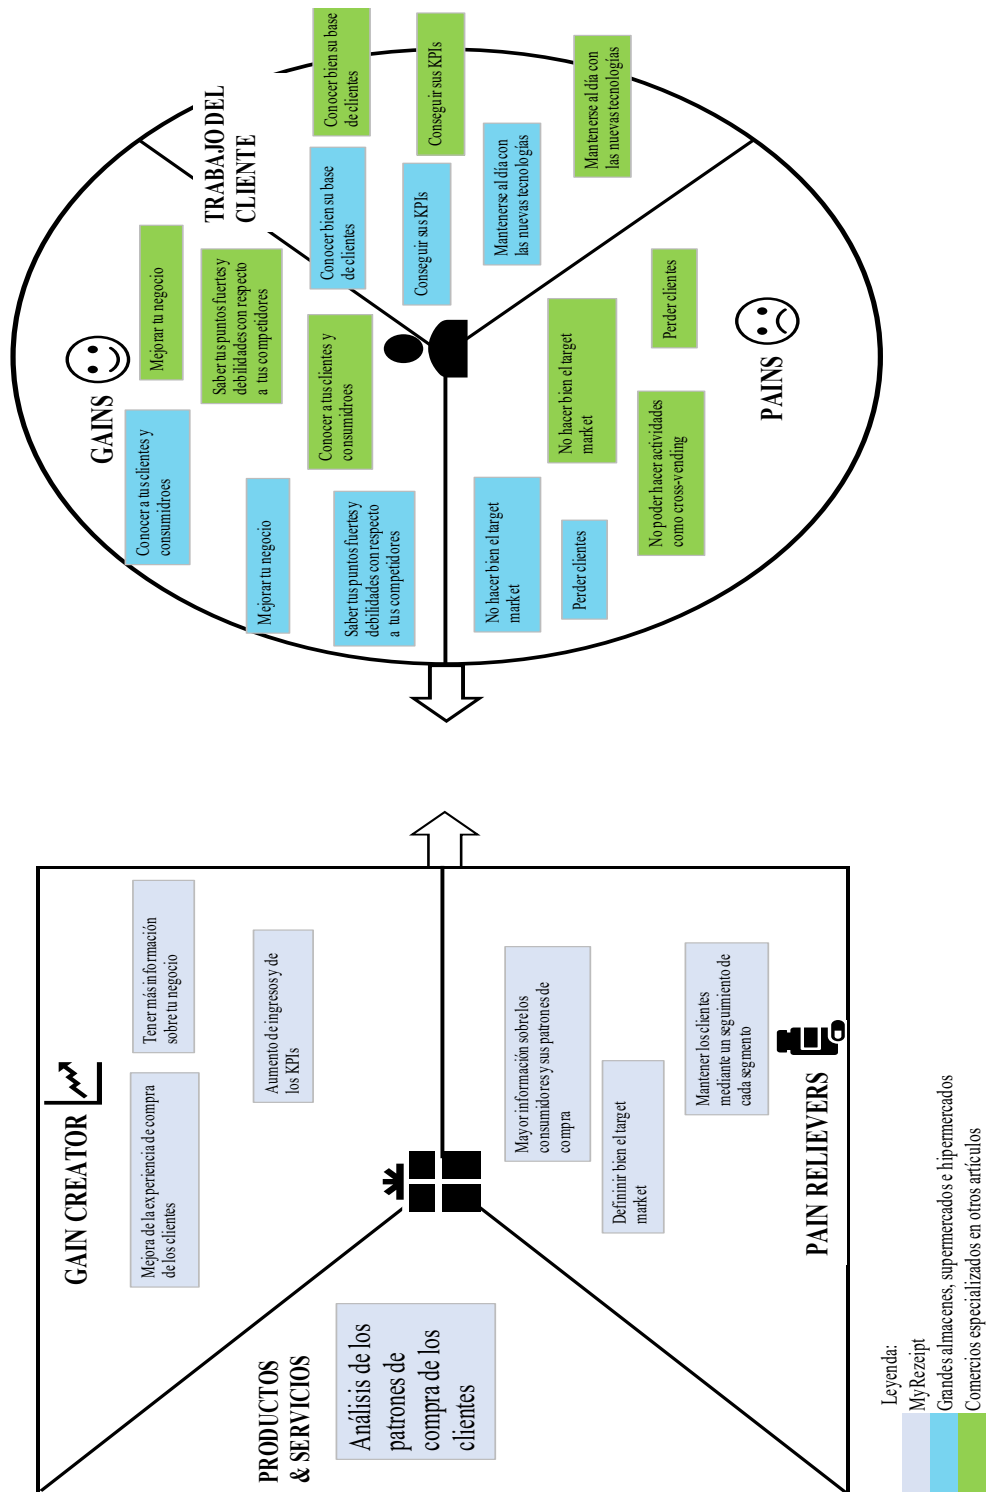 GAIN CREATOR
Mejora de la experiencia de compra
de los clientes
Tener más información
sobre tu negocio
Aumento de ingresos y de
los KPIs
PRODUCTOS
& SERVICIOS
Análisis de los
patrones de
compra de los
clientes
Mayor información sobre los
consumidores y sus patrones de
compra
Defininir bien el target
market
Mantener los clientes
mediante un seguimiento de
cada segmento
PAIN RELIEVERS
GAINS
Conocer a tus clientes y
consumidroes
Mejorar tu negocio
Mejorar tu negocio
Saber tus puntos fuertes y
debilidades con respecto
a tus competidores
Saber tus puntos fuertes y
debilidades con respecto
a tus competidores
Conocer a tus clientes y
consumidroes
TRABAJO DEL
CLIENTE
Conocer bien su base
de clientes
Conocer bien su base
de clientes
Conseguir sus KPIs
Conseguir sus KPIs
Mantenerse al día con
las nuevas tecnologías
Mantenerse al día con
las nuevas tecnologías
No hacer bien el target
market
No hacer bien el target
market
Perder clientes
Perder clientes
No poder hacer actividades
como cross-vending
PAINS
Leyenda:
MyRezeipt
Grandes almacenes, supermercados e hipermercados
Comercios especializados en otros artículos